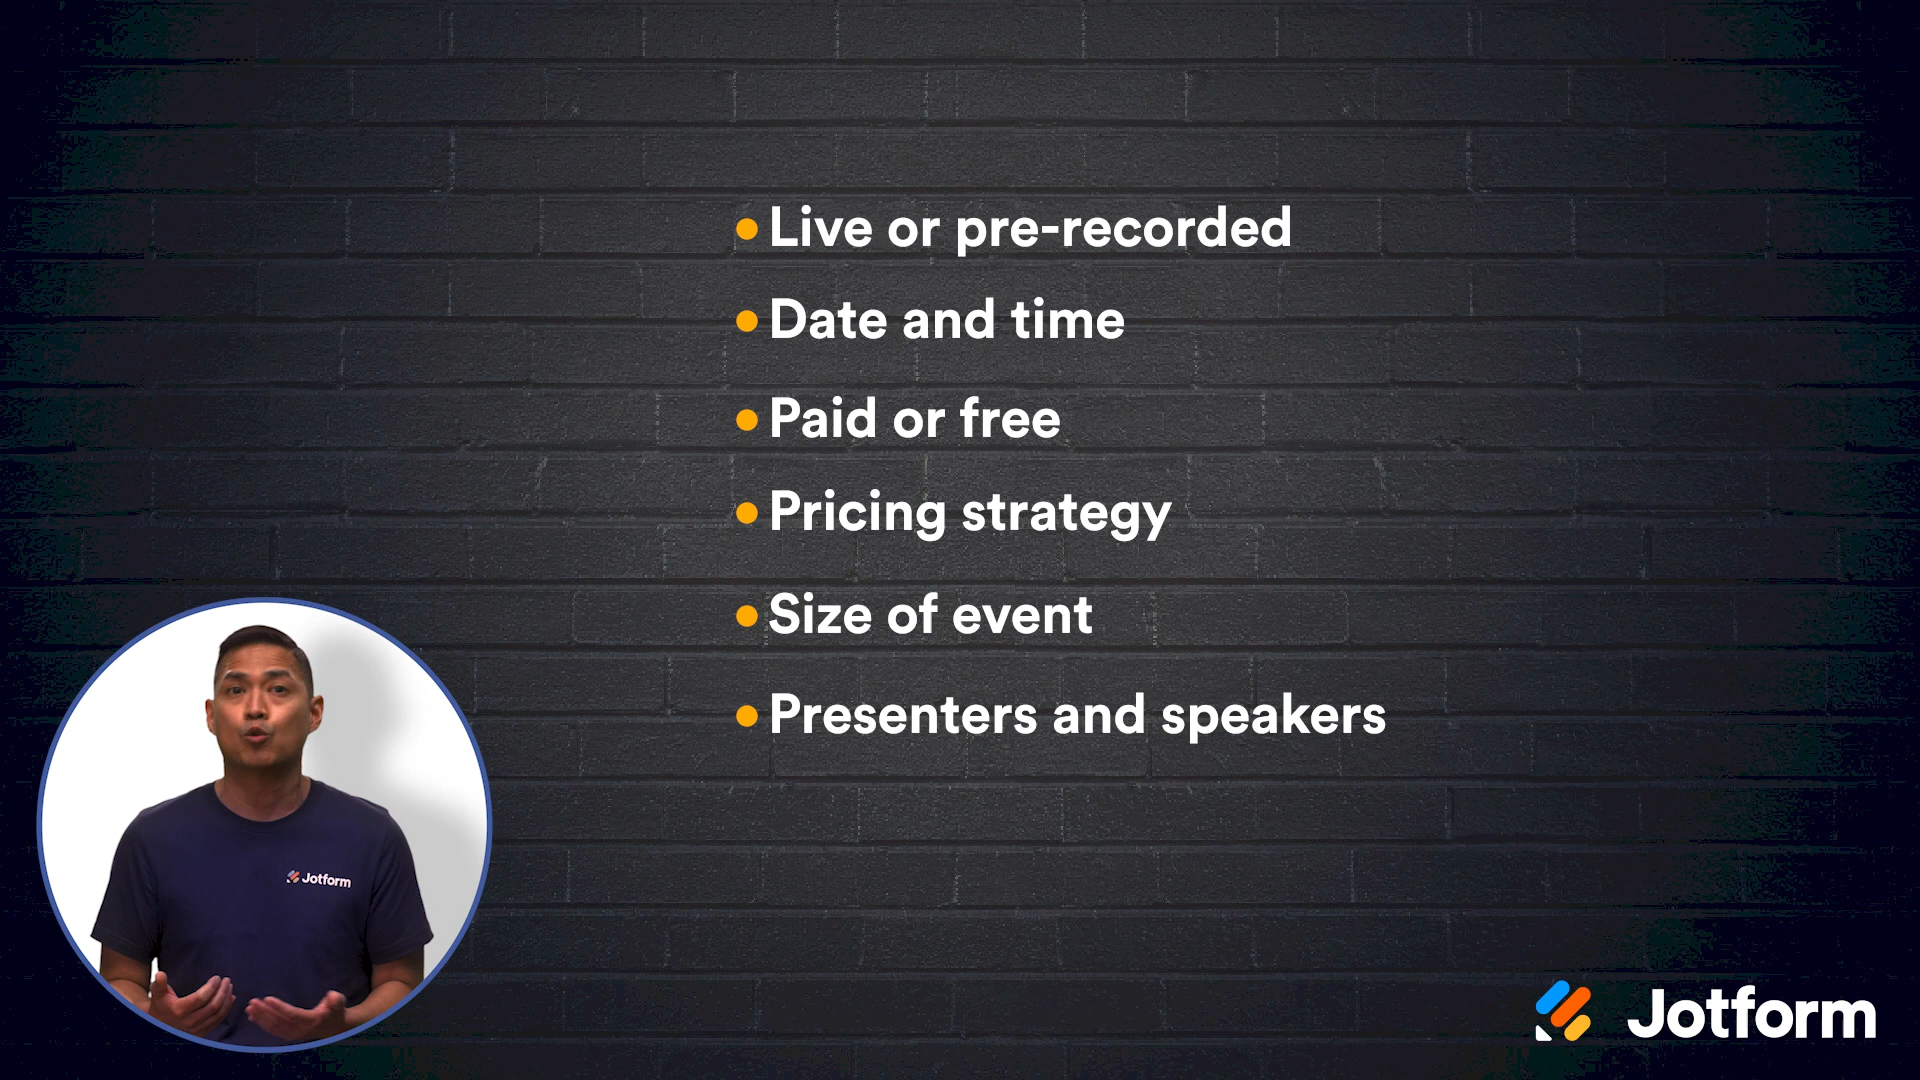 Live or pre-recorded
Date and time
Paid or free
Pricing strategy
Size of event
Presenters and speakers
Jotform
Jotform